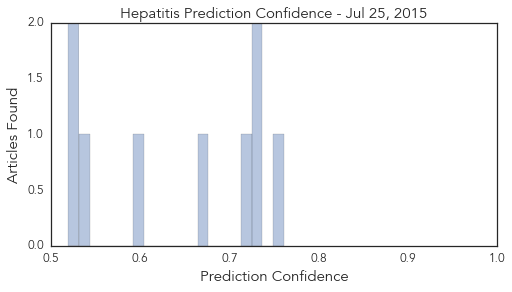 Hepatitis Prediction Confidence - Jul 25, 2015
2.0
1.5
1.0
0.5
0.0
Articles Found
0.5 0.6 0.7 0.8 0.9 1.0
Prediction Confidence